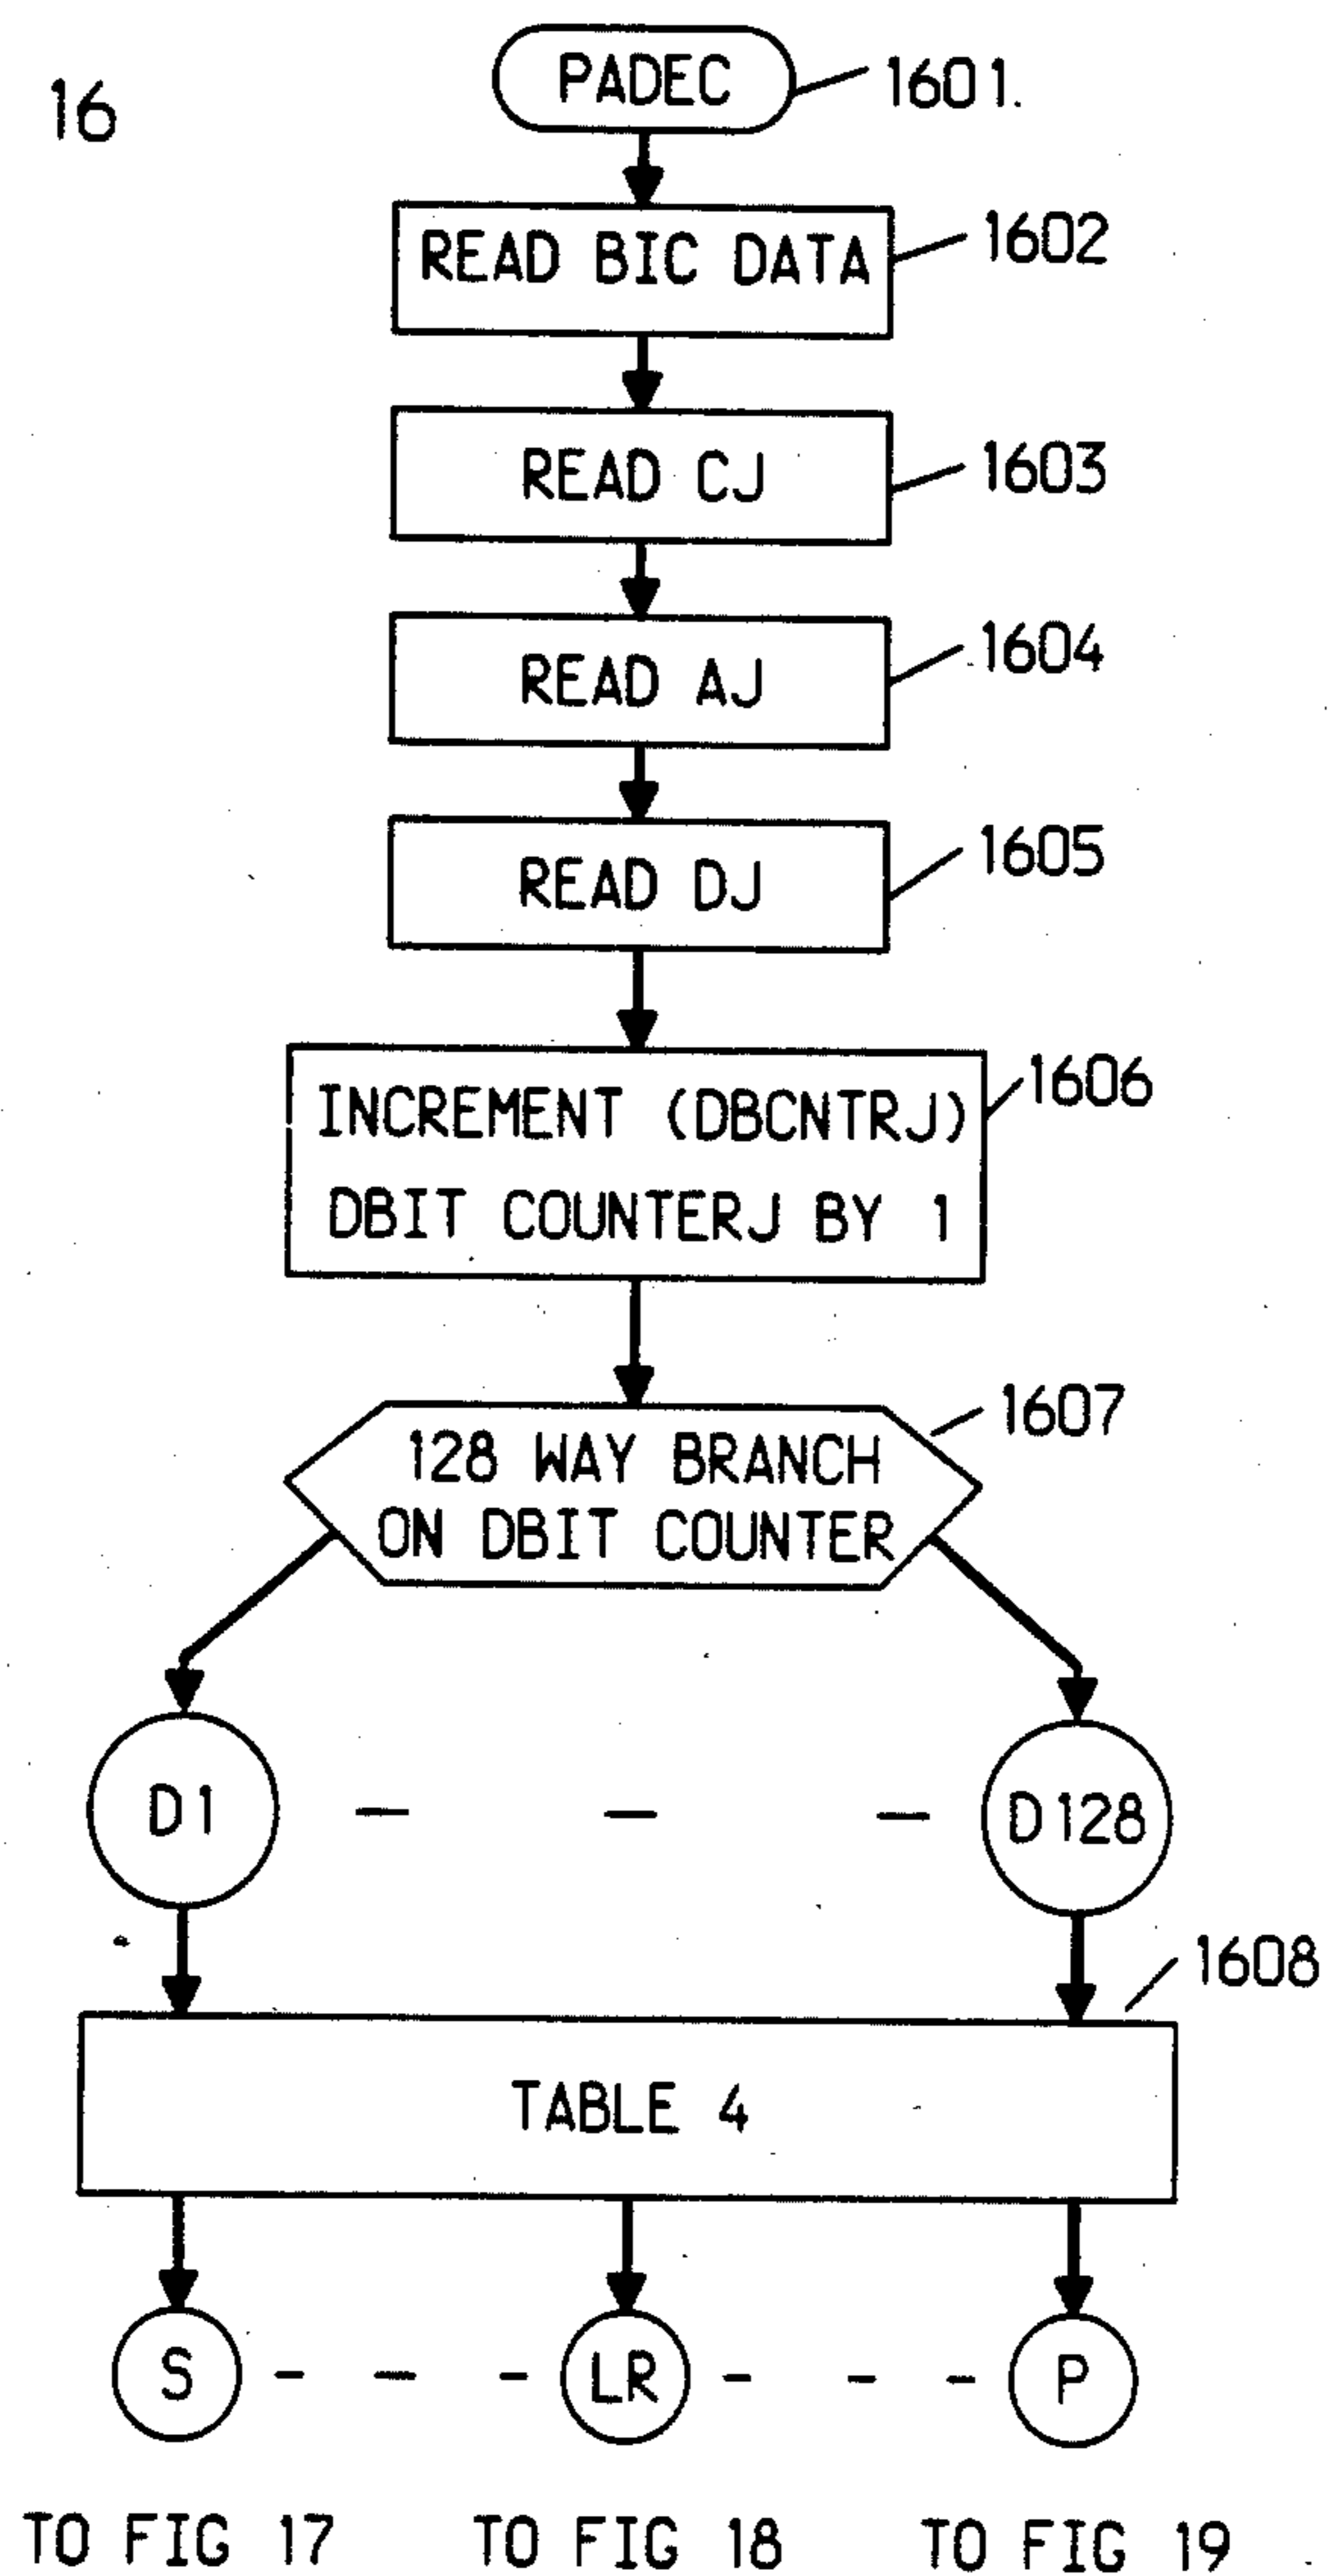 16
PADEC 1601.
READ BIC DATA 1602
READ CJ 1603
READ AJ 1604
READ DJ 1605
INCREMENT (DBCNTRJ) 1606
DBIT COUNTERJ BY 1
128 WAY BRANCH 1607
ON DBIT COUNTER
D1 - - - D128
1608
TABLE 4
S - - - LR - - - P
TO FIG 17 TO FIG 18 TO FIG 19